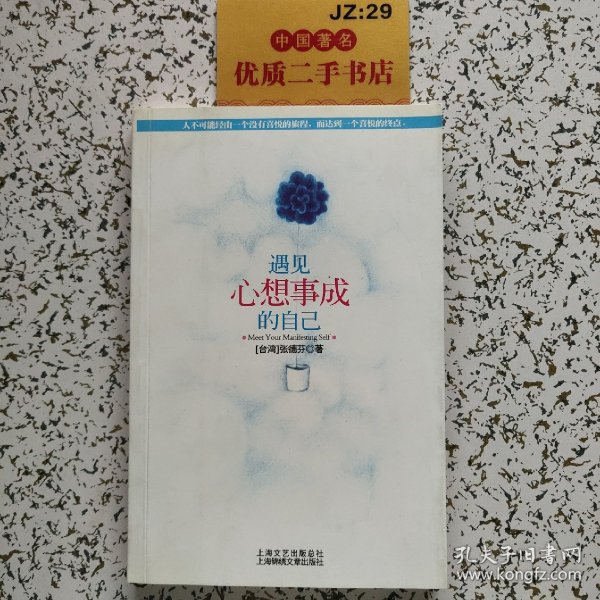 JZ:29
中国著名
优质二手书店
人不可能经由一个没有喜悦的旅程，而达到一个喜悦的终点。
遇见
心想事成
的自己
Meet Your Manifesting Self
[台湾]张德芬◎著
上海文艺出版总社
上海锦绣文章出版社
孔夫子旧书网
www.kongfz.com